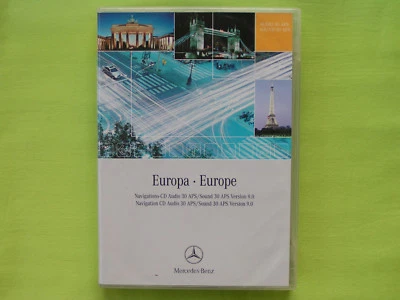 Europa · Europe
Navigations-CD Audio 30 APS/Sound 30 APS Version 9.0
Navigation CD Audio 30 APS/Sound 30 APS Version 9.0
Mercedes-Benz